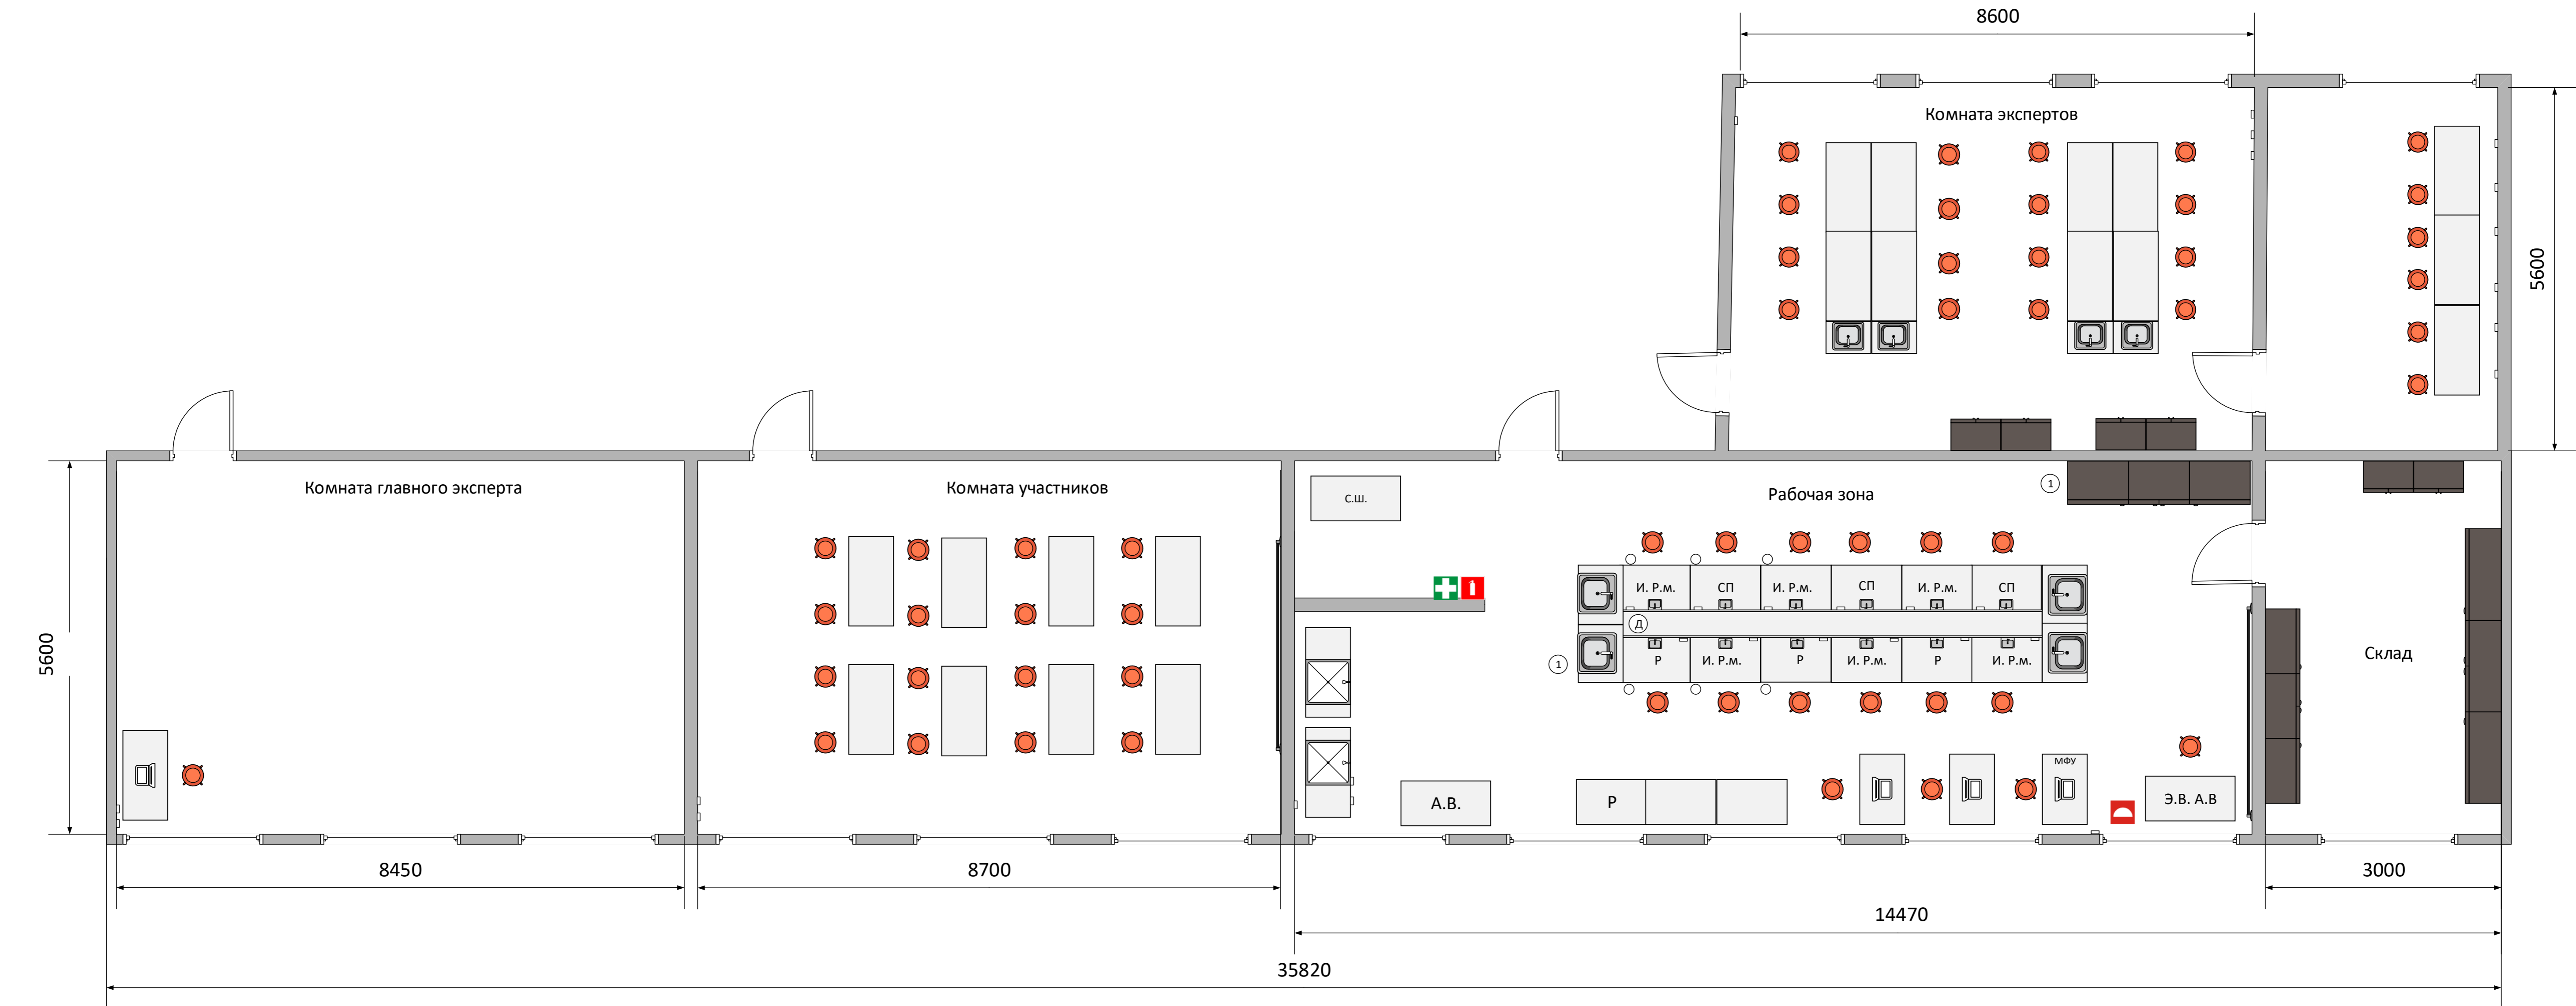 8600
Комната экспертов
5600
Комната главного эксперта
Комната участников
С.Ш.
Рабочая зона
1
И. Р.м.
СП
И. Р.м.
СП
И. Р.м.
СП
Д
1
Р
И. Р.м.
Р
И. Р.м.
Р
И. Р.м.
Склад
5600
МФУ
А.В.
Р
Э.В. А.В
8450
8700
3000
14470
35820